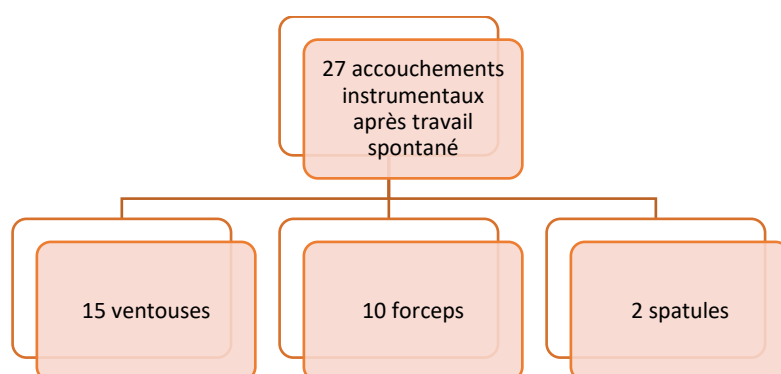 27 accouchements
instrumentaux
après travail
spontané
15 ventouses
10 forceps
2 spatules